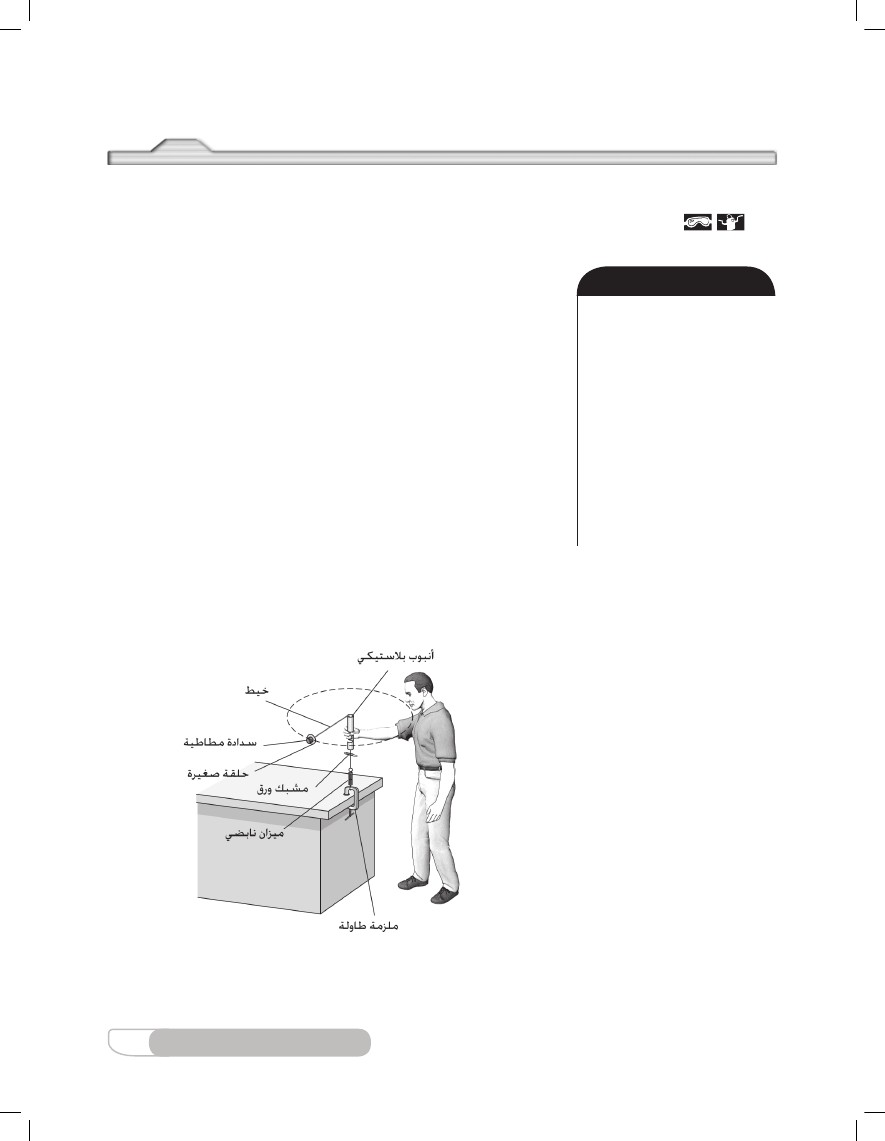 أنبوب بلاستيكي
خيط
سدادة مطاطية
حلقة صغيرة
مشبك ورق
ميزان نابضي
ملزمة طاولة